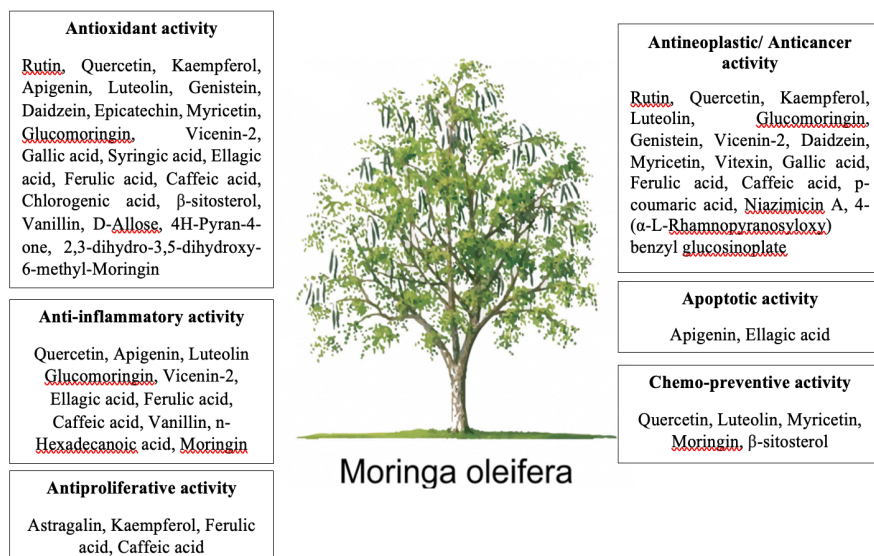 Antioxidant activity
Rutin, Quercetin, Kaempferol,
Apigenin, Luteolin, Genistein,
Daidzein, Epicatechin, Myricetin,
Glucomoringin, Vicenin-2,
Gallic acid, Syringic acid, Ellagic
acid, Ferulic acid, Caffeic acid,
Chlorogenic acid, β-sitosterol,
Vanillin, D-Allose, 4H-Pyran-4-
one, 2,3-dihydro-3,5-dihydroxy-
6-methyl-Moringin
Anti-inflammatory activity
Quercetin, Apigenin, Luteolin
Glucomoringin, Vicenin-2,
Ellagic acid, Ferulic acid,
Caffeic acid, Vanillin, n-
Hexadecanoic acid, Moringin
Antiproliferative activity
Astragalin, Kaempferol, Ferulic
acid, Caffeic acid
Moringa oleifera
Antineoplastic/ Anticancer
activity
Rutin, Quercetin, Kaempferol,
Luteolin, Glucomoringin,
Genistein, Vicenin-2, Daidzein,
Myricetin, Vitexin, Gallic acid,
Ferulic acid, Caffeic acid, p-
coumaric acid, Niazimicin A, 4-
(α-L-Rhamnopyranosyloxy)
benzyl glucosinoplate
Apoptotic activity
Apigenin, Ellagic acid
Chemo-preventive activity
Quercetin, Luteolin, Myricetin,
Moringin, β-sitosterol